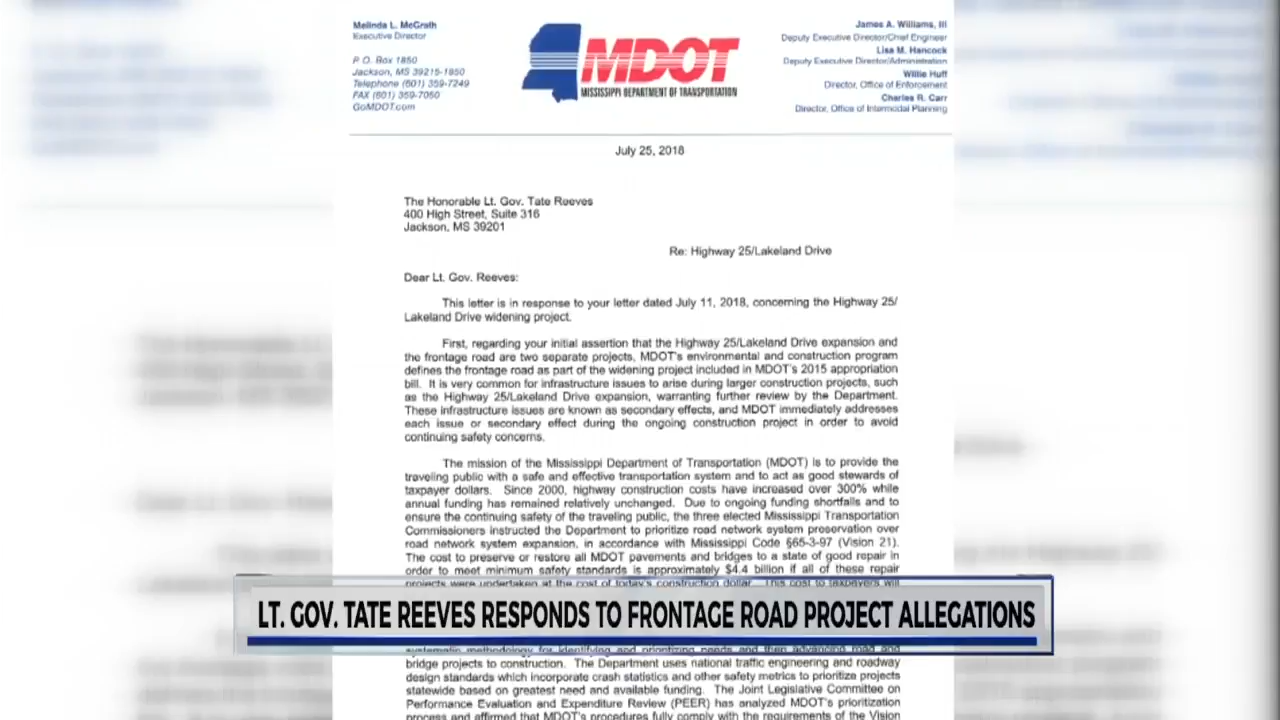 Melinda L. McGrath
Executive Director
P. O. Box 1850
Jackson, MS 39215-1850
Telephone (601) 359-7249
FAX (601) 359-7050
GoMDOT.com
MDOT
MISSISSIPPI DEPARTMENT OF TRANSPORTATION
James A. Williams, III
Deputy Executive Director/Chief Engineer
Lisa M. Hancock
Deputy Executive Director/Administration
Willie Huff
Director, Office of Enforcement
Charles R. Carr
Director, Office of Intermodal Planning
July 25, 2018
The Honorable Lt. Gov. Tate Reeves
400 High Street, Suite 316
Jackson, MS 39201
Re: Highway 25/Lakeland Drive
Dear Lt. Gov. Reeves:
This letter is in response to your letter dated July 11, 2018, concerning the Highway 25/
Lakeland Drive widening project.
First, regarding your initial assertion that the Highway 25/Lakeland Drive expansion and
the frontage road are two separate projects, MDOT's environmental and construction program
defines the frontage road as part of the widening project included in MDOT's 2015 appropriation
bill. It is very common for infrastructure issues to arise during larger construction projects, such
as the Highway 25/Lakeland Drive expansion, warranting further review by the Department.
These infrastructure issues are known as secondary effects, and MDOT immediately addresses
each issue or secondary effect during the ongoing construction project in order to avoid
continuing safety concerns.
The mission of the Mississippi Department of Transportation (MDOT) is to provide the
traveling public with a safe and effective transportation system and to act as good stewards of
taxpayer dollars. Since 2000, highway construction costs have increased over 300% while
annual funding has remained relatively unchanged. Due to ongoing funding shortfalls and to
ensure the continuing safety of the traveling public, the three elected Mississippi Transportation
Commissioners instructed the Department to prioritize road network system preservation over
road network system expansion, in accordance with Mississippi Code §65-3-97 (Vision 21).
The cost to preserve or restore all MDOT pavements and bridges to a state of good repair in
order to meet minimum safety standards is approximately $4.4 billion if all of these repair
projects were undertaken at the cost of today's construction dollar. This cost to taxpayers will
LT. GOV. TATE REEVES RESPONDS TO FRONTAGE ROAD PROJECT ALLEGATIONS
systematic methodology for identifying and prioritizing needs and then advancing road and
bridge projects to construction. The Department uses national traffic engineering and roadway
design standards which incorporate crash statistics and other safety metrics to prioritize projects
statewide based on greatest need and available funding. The Joint Legislative Committee on
Performance Evaluation and Expenditure Review (PEER) has analyzed MDOT's prioritization
process and affirmed that MDOT's procedures fully comply with the requirements of the Vision